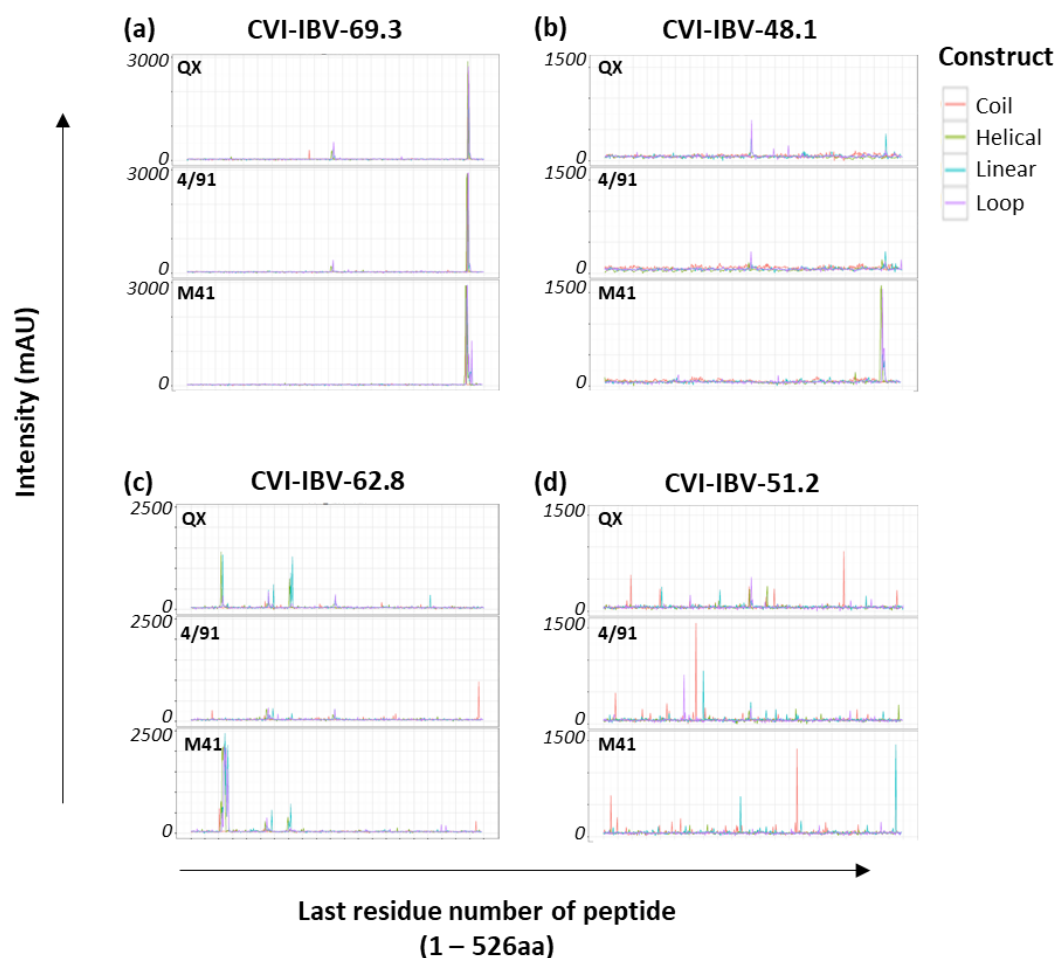 (a) CVI-IBV-69.3
(b) CVI-IBV-48.1
Construct
Coil
Helical
Linear
Loop
3000
QX
0
3000
4/91
0
3000
M41
0
1500
QX
0
1500
4/91
0
1500
M41
0
Intensity (mAU)
(c) CVI-IBV-62.8
(d) CVI-IBV-51.2
2500
QX
0
2500
4/91
0
2500
M41
0
1500
QX
0
1500
4/91
0
1500
M41
0
Last residue number of peptide
(1 – 526aa)